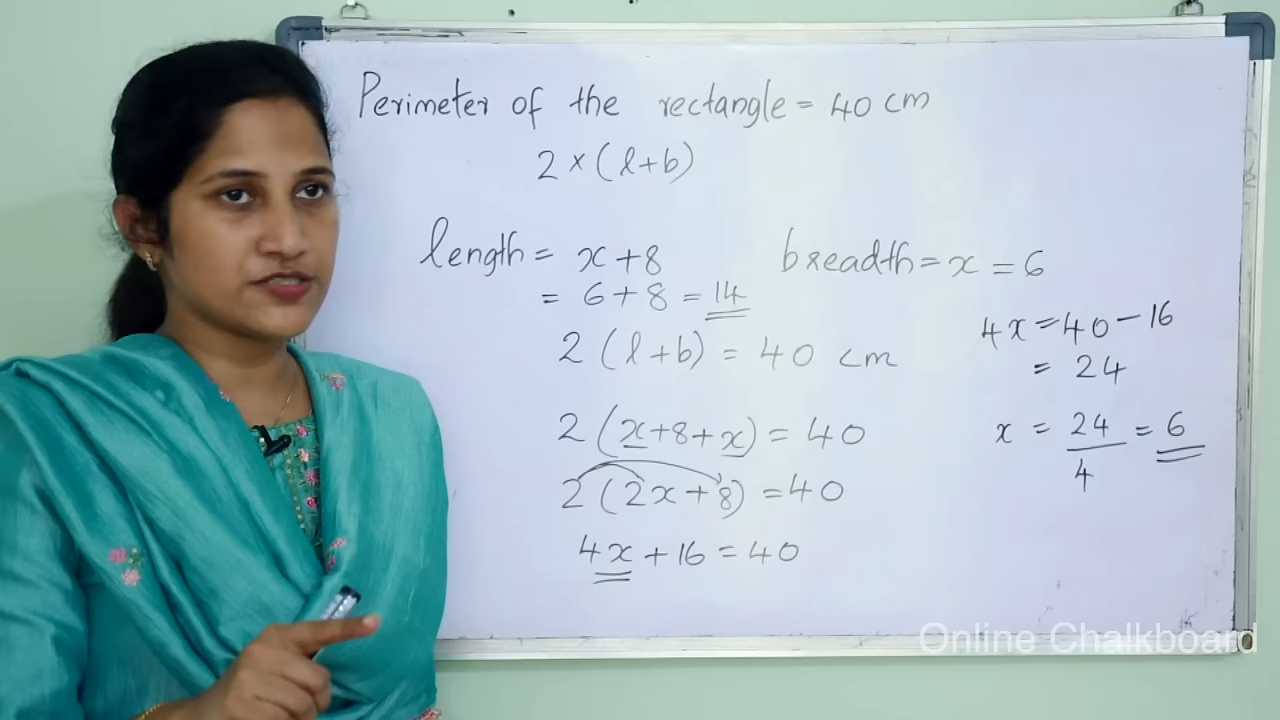 Perimeter of the rectangle = 40 cm
2 × (l+b)
length = x+8
breadth = x = 6
= 6+8 = 14
2 (l+b) = 40 cm
2 (x+8+x) = 40
2 (2x+8) = 40
4x+16 = 40
4x = 40-16
= 24
x = 24/4 = 6
Online Chalkboard